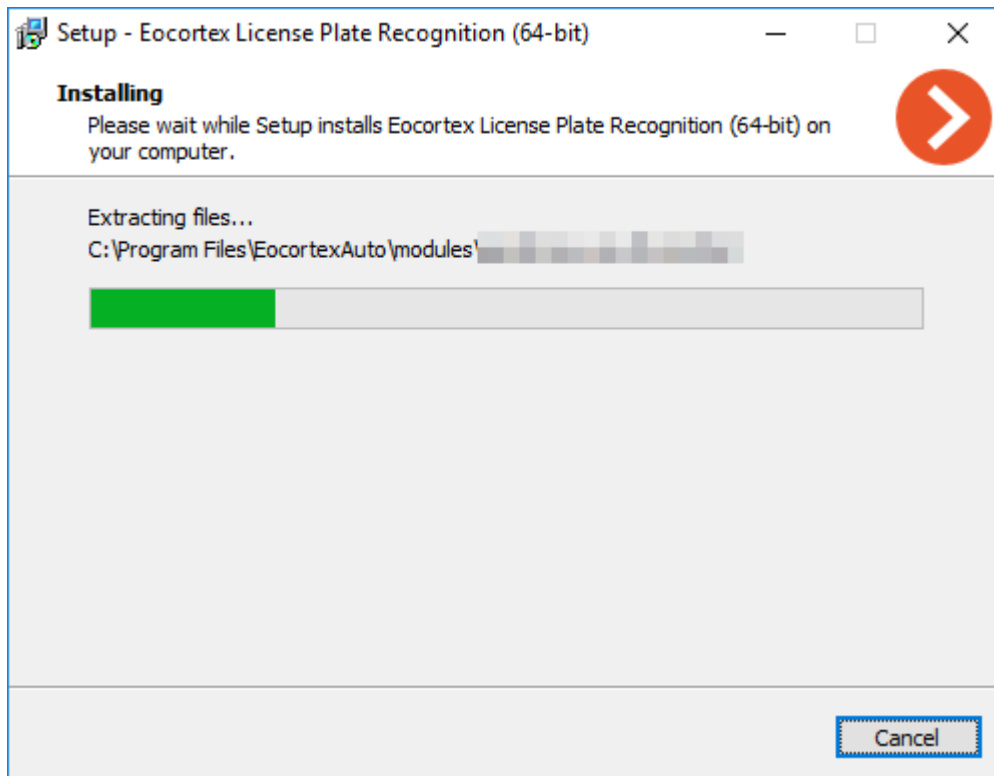 Setup - Eocortex License Plate Recognition (64-bit)
Installing
Please wait while Setup installs Eocortex License Plate Recognition (64-bit) on
your computer.
Extracting files...
C:\Program Files\EocortexAuto\modules\
Cancel